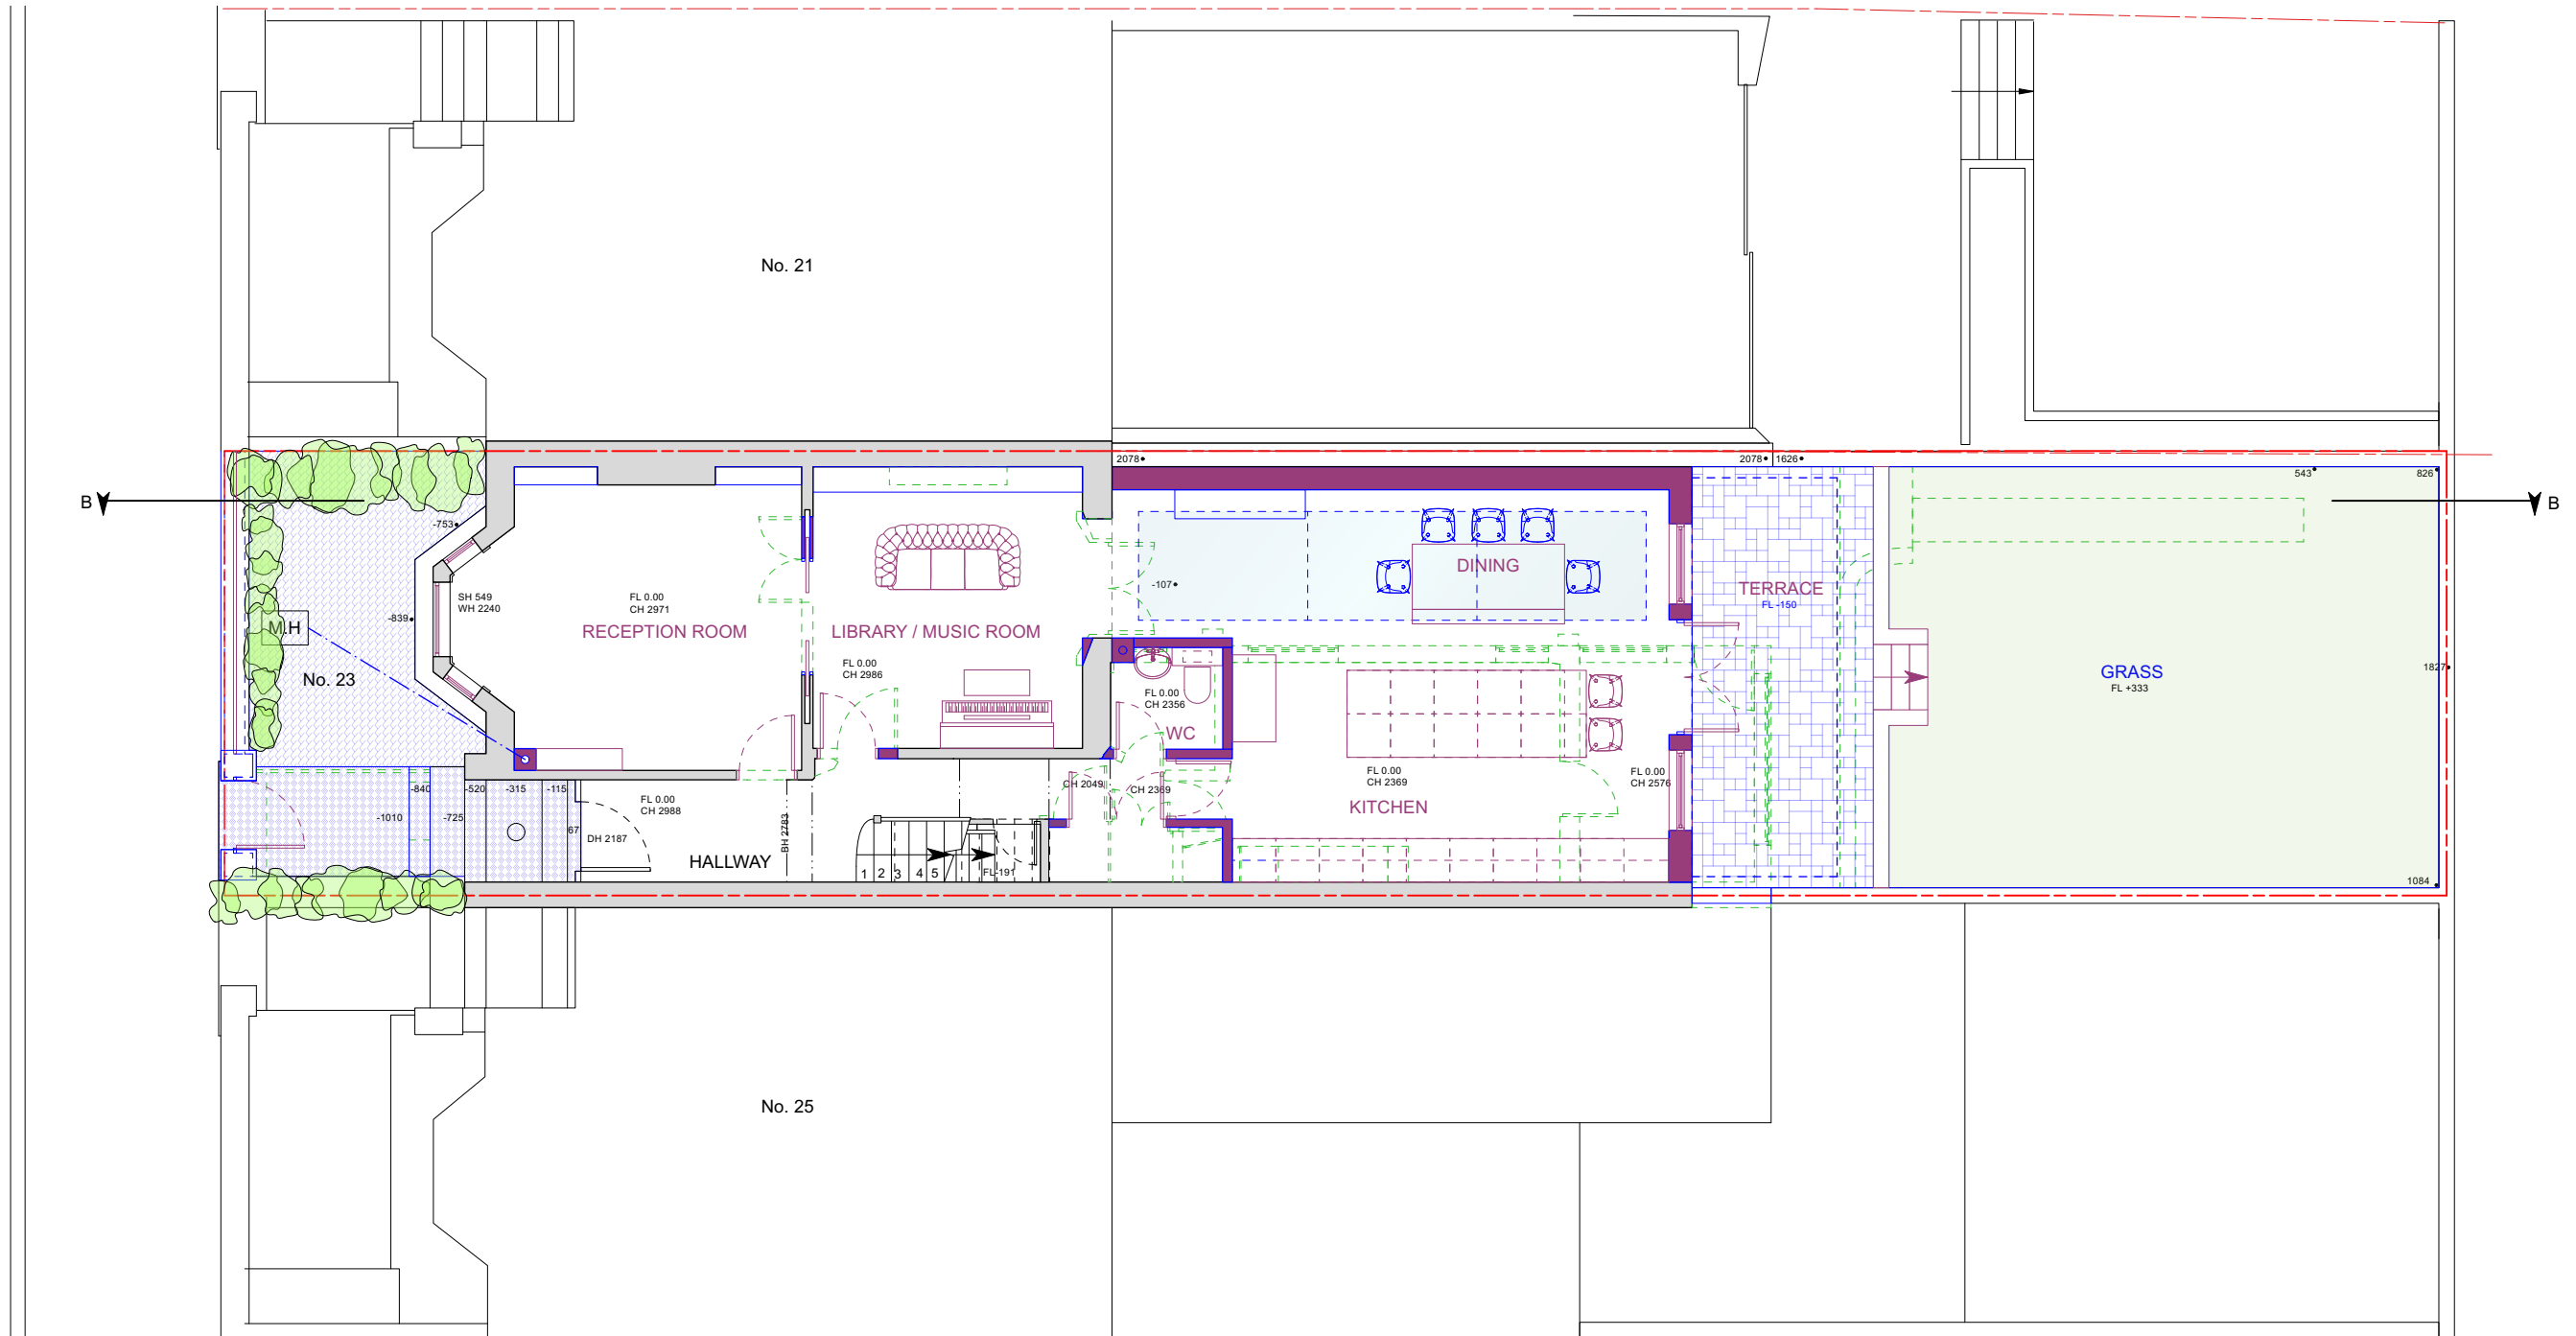 No. 21
2078
2078
1626
543
826
B
B
-753
DINING
-107
TERRACE
FL -150
SH 549
WH 2240
FL 0.00
CH 2971
-839
M.H
RECEPTION ROOM
LIBRARY / MUSIC ROOM
FL 0.00
CH 2986
No. 23
GRASS
FL +333
1827
FL 0.00
CH 2356
WC
FL 0.00
CH 2369
FL 0.00
CH 2576
KITCHEN
CH 2049
CH 2369
-840
-520
-315
-115
FL 0.00
CH 2988
-1010
-725
67
DH 2187
BH 2783
HALLWAY
1 2 3 4 5
FL-191
1084
No. 25